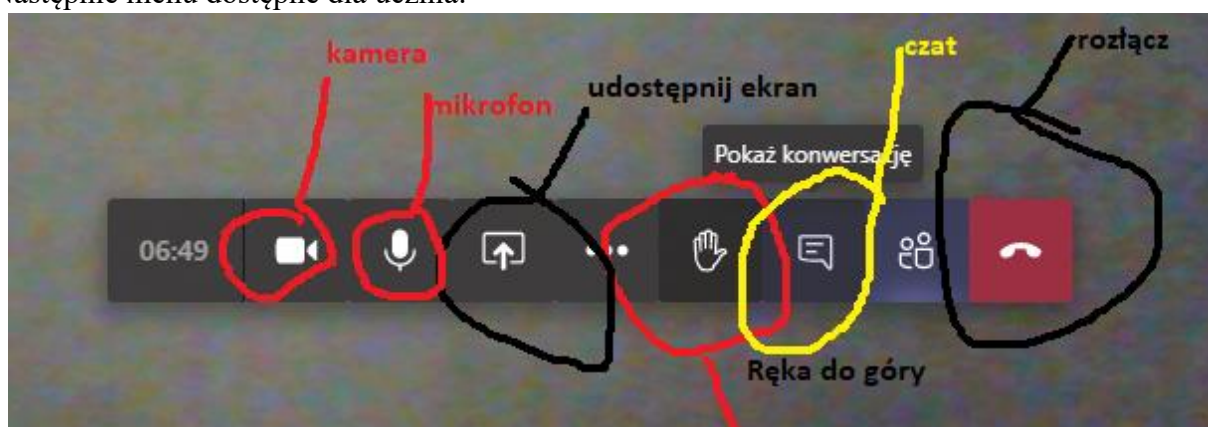 Następnie menu dostępne dla ucznia:
kamera
czat
rozłącz
udostępnij ekran
mikrofon
Pokaż konwersację
06:49
Ręka do góry